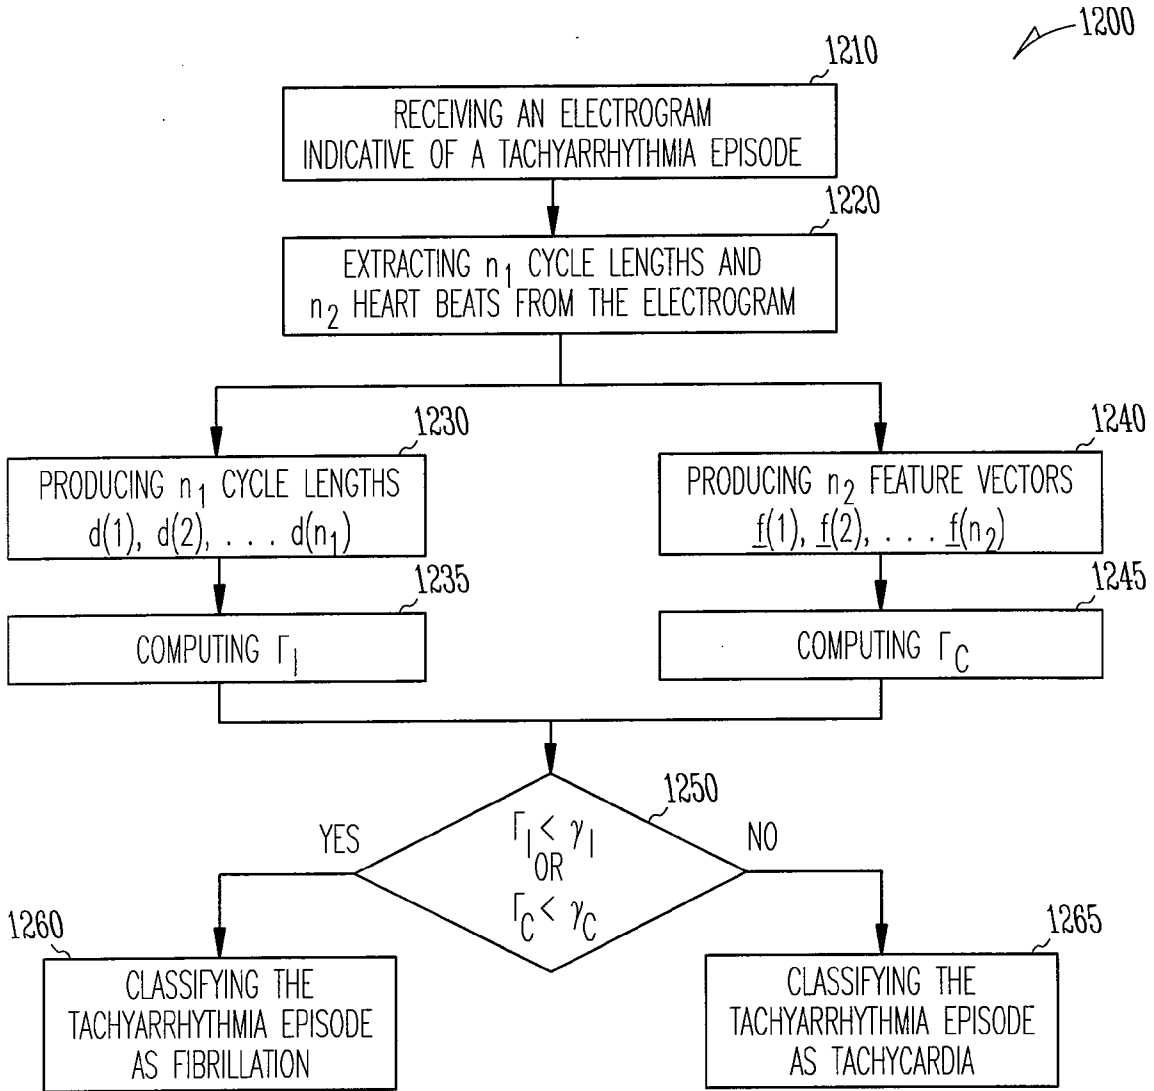 1200
1210
RECEIVING AN ELECTROGRAM
INDICATIVE OF A TACHYARRHYTHMIA EPISODE
1220
EXTRACTING n1 CYCLE LENGTHS AND
n2 HEART BEATS FROM THE ELECTROGRAM
1230
PRODUCING n1 CYCLE LENGTHS
d(1), d(2), . . . d(n1)
1240
PRODUCING n2 FEATURE VECTORS
f(1), f(2), . . . f(n2)
1235
COMPUTING ΓI
1245
COMPUTING ΓC
1250
YES
ΓI < γI
OR
ΓC < γC
NO
1260
CLASSIFYING THE
TACHYARRHYTHMIA EPISODE
AS FIBRILLATION
1265
CLASSIFYING THE
TACHYARRHYTHMIA EPISODE
AS TACHYCARDIA